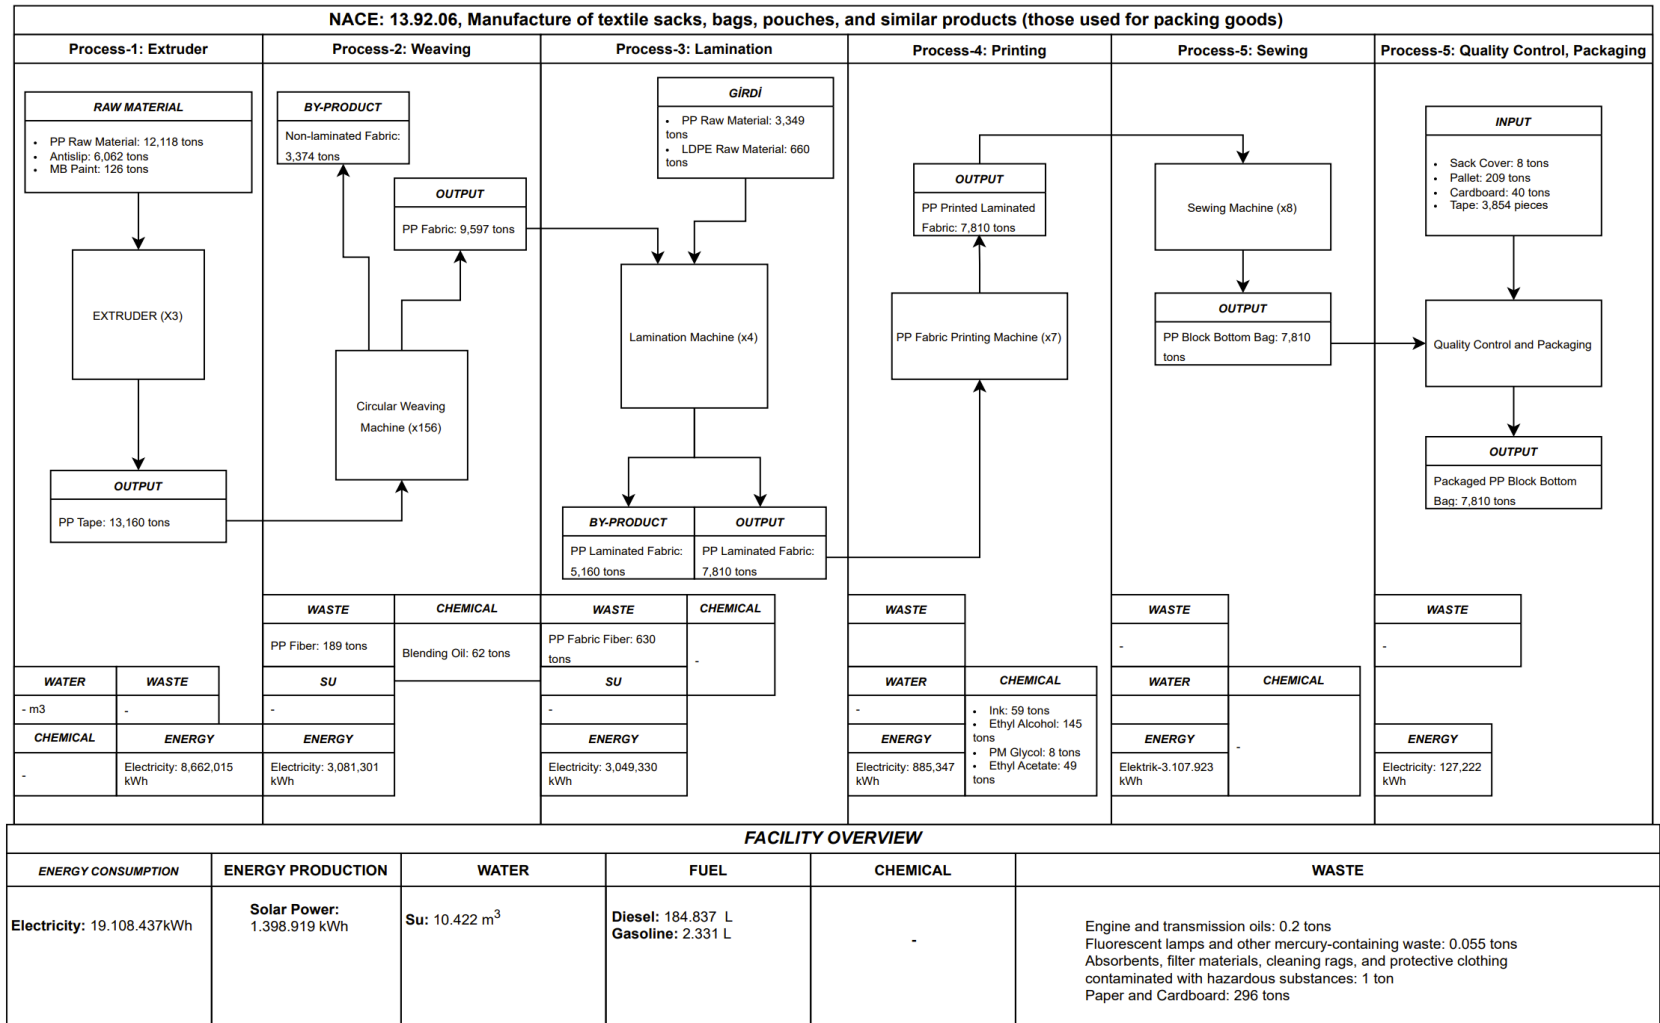 NACE: 13.92.06, Manufacture of textile sacks, bags, pouches, and similar products (those used for packing goods)
Process-1: Extruder
Process-2: Weaving
Process-3: Lamination
Process-4: Printing
Process-5: Sewing
Process-5: Quality Control, Packaging
RAW MATERIAL
• PP Raw Material: 12,118 tons
• Antislip: 6,062 tons
• MB Paint: 126 tons
EXTRUDER (X3)
OUTPUT
PP Tape: 13,160 tons
WATER
- m3
WASTE
-
CHEMICAL
-
ENERGY
Electricity: 8,662,015
kWh
BY-PRODUCT
Non-laminated Fabric:
3,374 tons
OUTPUT
PP Fabric: 9,597 tons
Circular Weaving
Machine (x156)
WASTE
PP Fiber: 189 tons
CHEMICAL
Blending Oil: 62 tons
SU
-
ENERGY
Electricity: 3,081,301
kWh
GİRDİ
• PP Raw Material: 3,349
tons
• LDPE Raw Material: 660
tons
Lamination Machine (x4)
BY-PRODUCT
PP Laminated Fabric:
5,160 tons
OUTPUT
PP Laminated Fabric:
7,810 tons
WASTE
PP Fabric Fiber: 630
tons
CHEMICAL
-
SU
-
ENERGY
Electricity: 3,049,330
kWh
OUTPUT
PP Printed Laminated
Fabric: 7,810 tons
PP Fabric Printing Machine (x7)
WASTE
WATER
-
CHEMICAL
• Ink: 59 tons
• Ethyl Alcohol: 145
tons
• PM Glycol: 8 tons
• Ethyl Acetate: 49
tons
ENERGY
Electricity: 885,347
kWh
Sewing Machine (x8)
OUTPUT
PP Block Bottom Bag: 7,810
tons
WASTE
-
WATER
CHEMICAL
-
ENERGY
Elektrik-3.107.923
kWh
INPUT
• Sack Cover: 8 tons
• Pallet: 209 tons
• Cardboard: 40 tons
• Tape: 3,854 pieces
Quality Control and Packaging
OUTPUT
Packaged PP Block Bottom
Bag: 7,810 tons
WASTE
-
ENERGY
Electricity: 127,222
kWh
FACILITY OVERVIEW
ENERGY CONSUMPTION
ENERGY PRODUCTION
WATER
FUEL
CHEMICAL
WASTE
Electricity: 19.108.437kWh
Solar Power:
1.398.919 kWh
Su: 10.422 m3
Diesel: 184.837 L
Gasoline: 2.331 L
-
Engine and transmission oils: 0.2 tons
Fluorescent lamps and other mercury-containing waste: 0.055 tons
Absorbents, filter materials, cleaning rags, and protective clothing
contaminated with hazardous substances: 1 ton
Paper and Cardboard: 296 tons